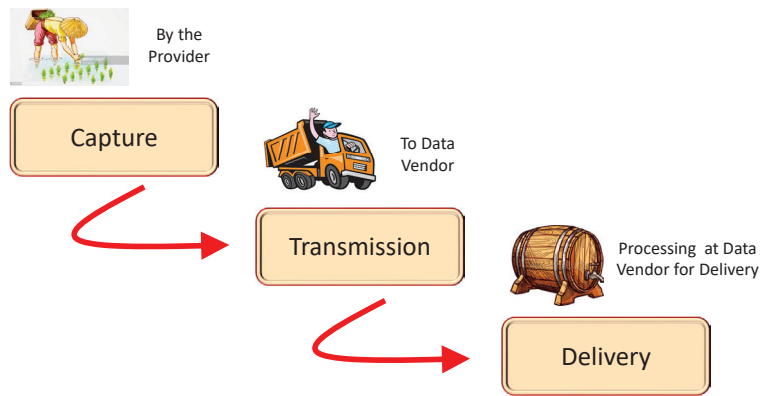 By the
Provider
Capture
To Data
Vendor
Transmission
Processing at Data
Vendor for Delivery
Delivery